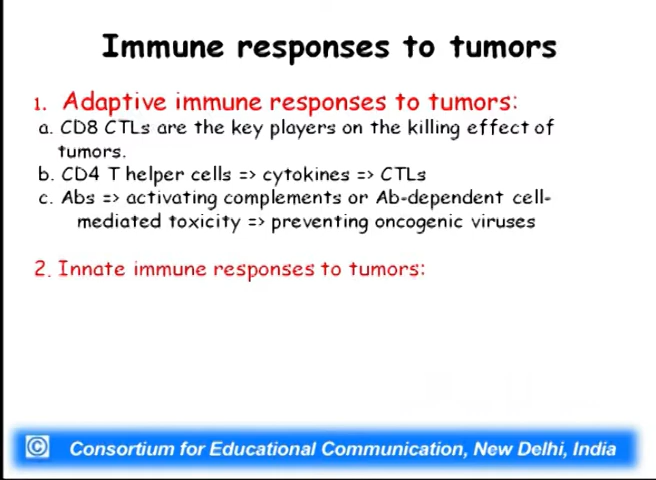 Immune responses to tumors
1. Adaptive immune responses to tumors:
a. CD8 CTLs are the key players on the killing effect of
tumors.
b. CD4 T helper cells => cytokines => CTLs
c. Abs => activating complements or Ab-dependent cell-
mediated toxicity => preventing oncogenic viruses
2. Innate immune responses to tumors:
© Consortium for Educational Communication, New Delhi, India